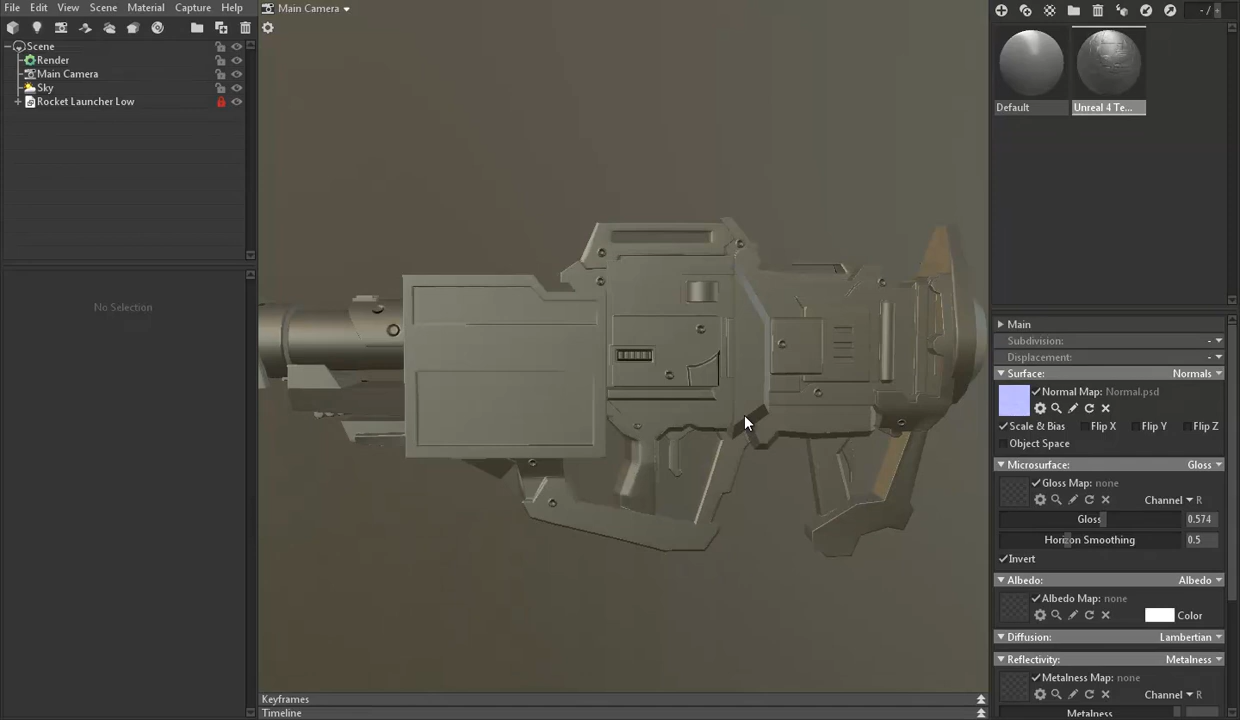 File Edit View Scene Material Capture Help
Main Camera
- / +
Scene
Render
Main Camera
Sky
Rocket Launcher Low
No Selection
Default
Unreal 4 Te...
Main
Subdivision: -
Displacement: -
Surface: Normals
Normal Map: Normal.psd
Scale & Bias Flip X Flip Y Flip Z
Object Space
Microsurface: Gloss
Gloss Map: none
Channel R
Gloss 0.574
Horizon Smoothing 0.5
Invert
Albedo: Albedo
Albedo Map: none
Color
Diffusion: Lambertian
Reflectivity: Metalness
Metalness Map: none
Channel R
Metalness
Keyframes
Timeline